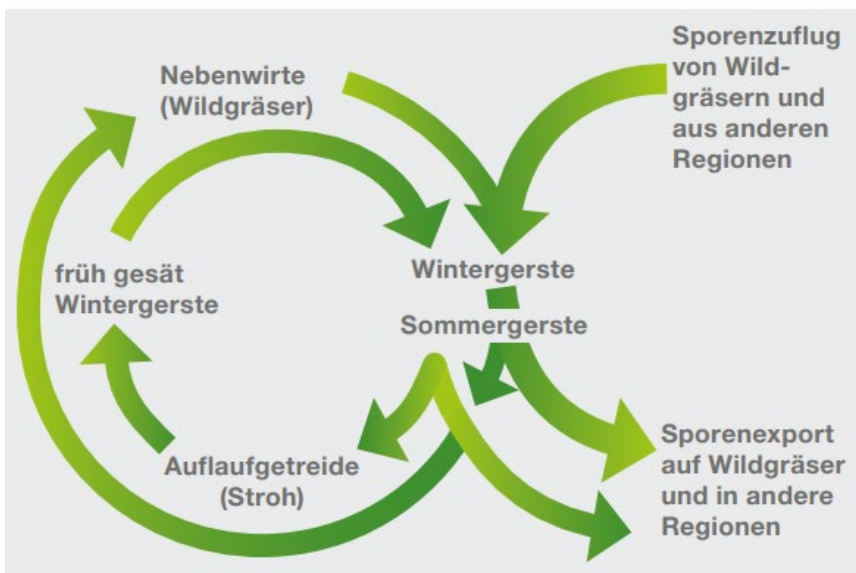 Nebenwirte
(Wildgräser)
Sporenzuflug
von Wild-
gräsern und
aus anderen
Regionen
früh gesät
Wintergerste
Wintergerste
Sommergerste
Auflaufgetreide
(Stroh)
Sporenexport
auf Wildgräser
und in andere
Regionen